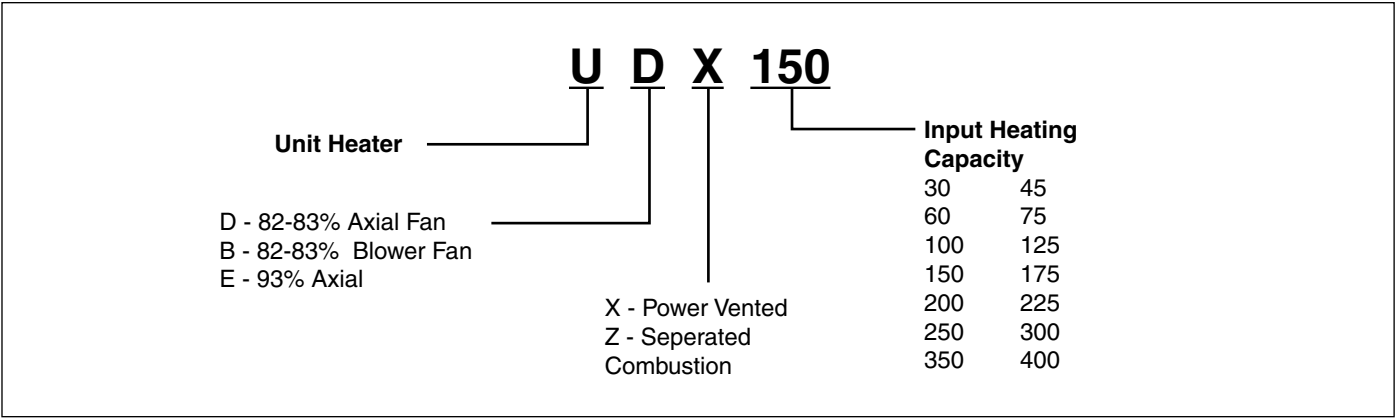 U D X 150
Unit Heater
D - 82-83% Axial Fan
B - 82-83% Blower Fan
E - 93% Axial
X - Power Vented
Z - Seperated
Combustion
Input Heating
Capacity
30 45
60 75
100 125
150 175
200 225
250 300
350 400